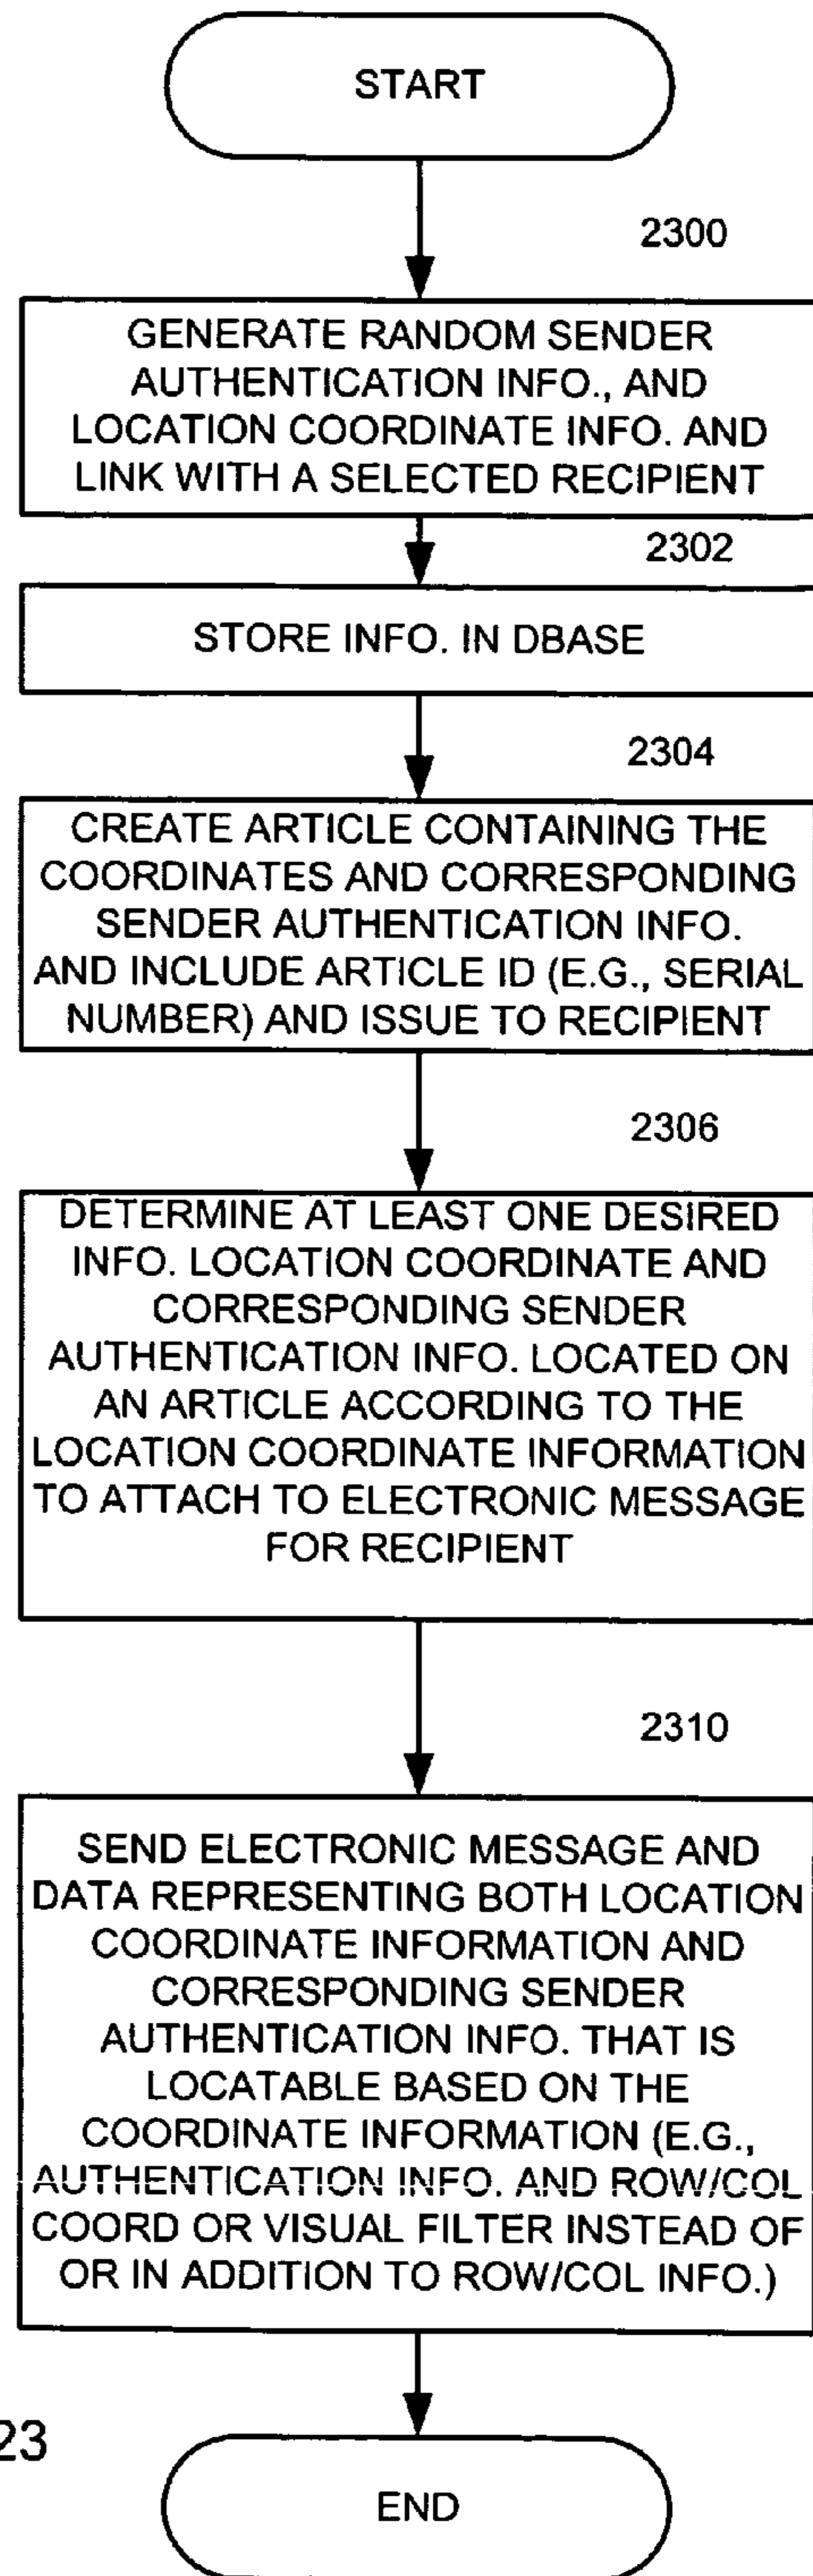 START
2300
GENERATE RANDOM SENDER
AUTHENTICATION INFO., AND
LOCATION COORDINATE INFO. AND
LINK WITH A SELECTED RECIPIENT
2302
STORE INFO. IN DBASE
2304
CREATE ARTICLE CONTAINING THE
COORDINATES AND CORRESPONDING
SENDER AUTHENTICATION INFO.
AND INCLUDE ARTICLE ID (E.G., SERIAL
NUMBER) AND ISSUE TO RECIPIENT
2306
DETERMINE AT LEAST ONE DESIRED
INFO. LOCATION COORDINATE AND
CORRESPONDING SENDER
AUTHENTICATION INFO. LOCATED ON
AN ARTICLE ACCORDING TO THE
LOCATION COORDINATE INFORMATION
TO ATTACH TO ELECTRONIC MESSAGE
FOR RECIPIENT
2310
SEND ELECTRONIC MESSAGE AND
DATA REPRESENTING BOTH LOCATION
COORDINATE INFORMATION AND
CORRESPONDING SENDER
AUTHENTICATION INFO. THAT IS
LOCATABLE BASED ON THE
COORDINATE INFORMATION (E.G.,
AUTHENTICATION INFO. AND ROW/COL
COORD OR VISUAL FILTER INSTEAD OF
OR IN ADDITION TO ROW/COL INFO.)
23
END